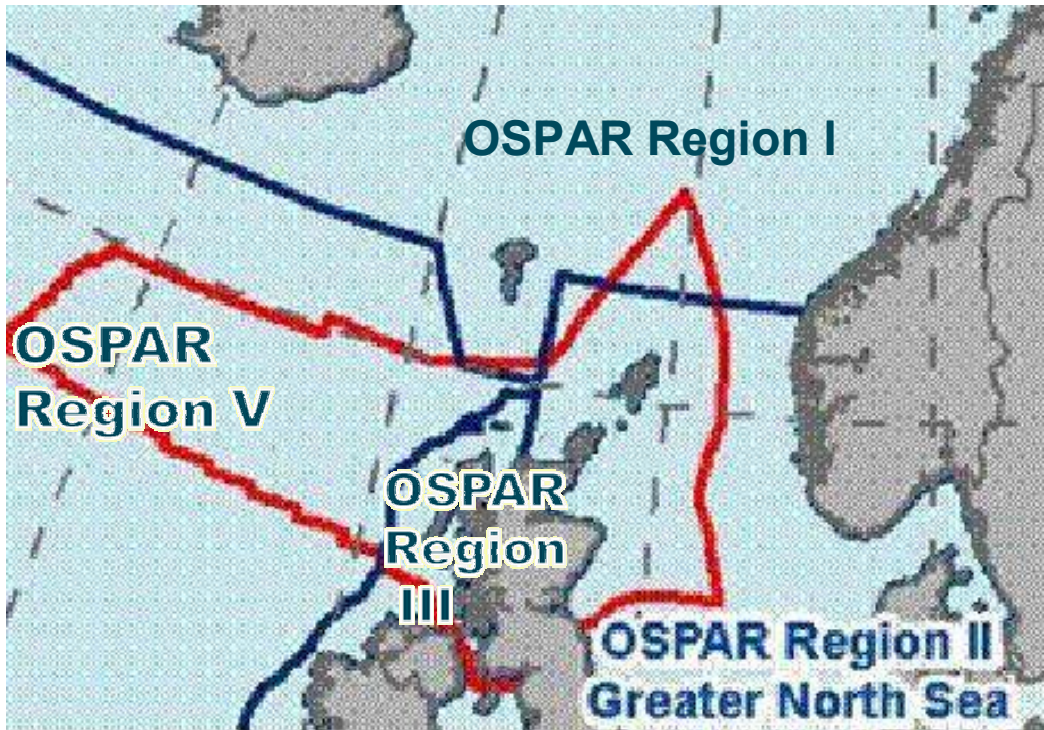 OSPAR Region I
OSPAR
Region V
OSPAR
Region
III
OSPAR Region II
Greater North Sea